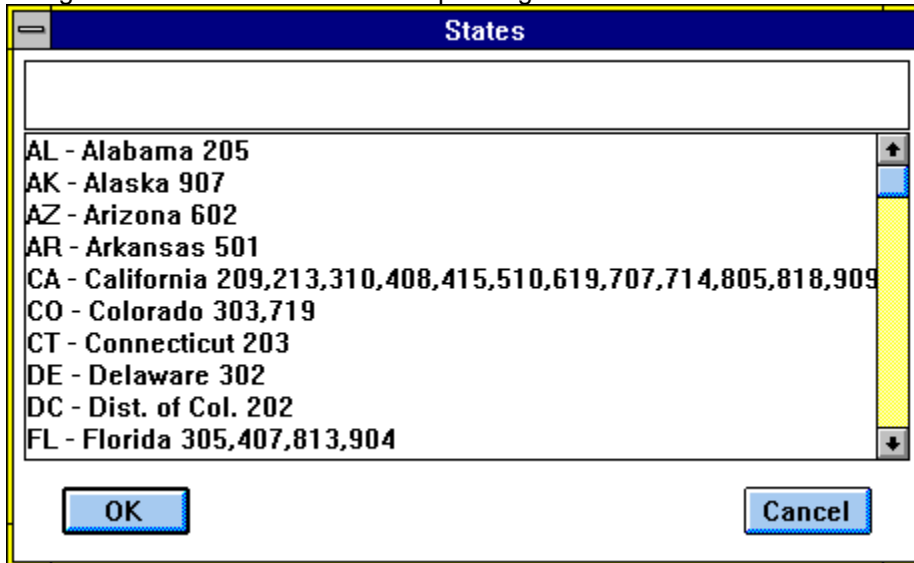 States
AL - Alabama 205
AK - Alaska 907
AZ - Arizona 602
AR - Arkansas 501
CA - California 209,213,310,408,415,510,619,707,714,805,818,909
CO - Colorado 303,719
CT - Connecticut 203
DE - Delaware 302
DC - Dist. of Col. 202
FL - Florida 305,407,813,904
OK
Cancel